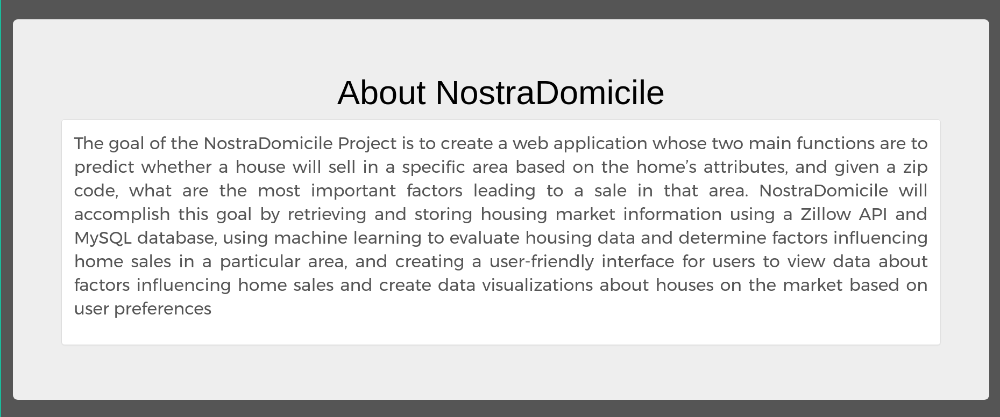 About NostraDomicile
The goal of the NostraDomicile Project is to create a web application whose two main functions are to
predict whether a house will sell in a specific area based on the home’s attributes, and given a zip
code, what are the most important factors leading to a sale in that area. NostraDomicile will
accomplish this goal by retrieving and storing housing market information using a Zillow API and
MySQL database, using machine learning to evaluate housing data and determine factors influencing
home sales in a particular area, and creating a user-friendly interface for users to view data about
factors influencing home sales and create data visualizations about houses on the market based on
user preferences